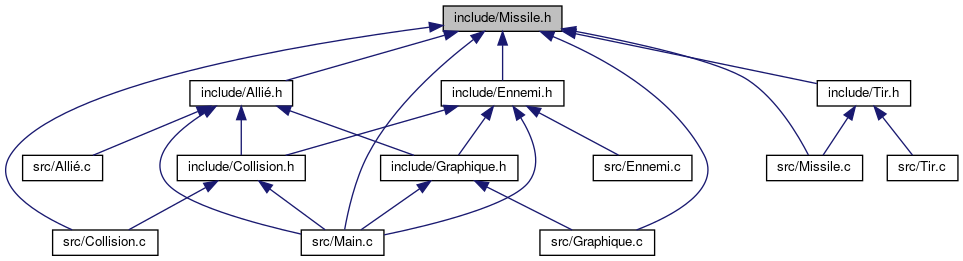 include/Missile.h
include/Allié.h
include/Ennemi.h
include/Tir.h
src/Allié.c
include/Collision.h
include/Graphique.h
src/Ennemi.c
src/Missile.c
src/Tir.c
src/Collision.c
src/Main.c
src/Graphique.c